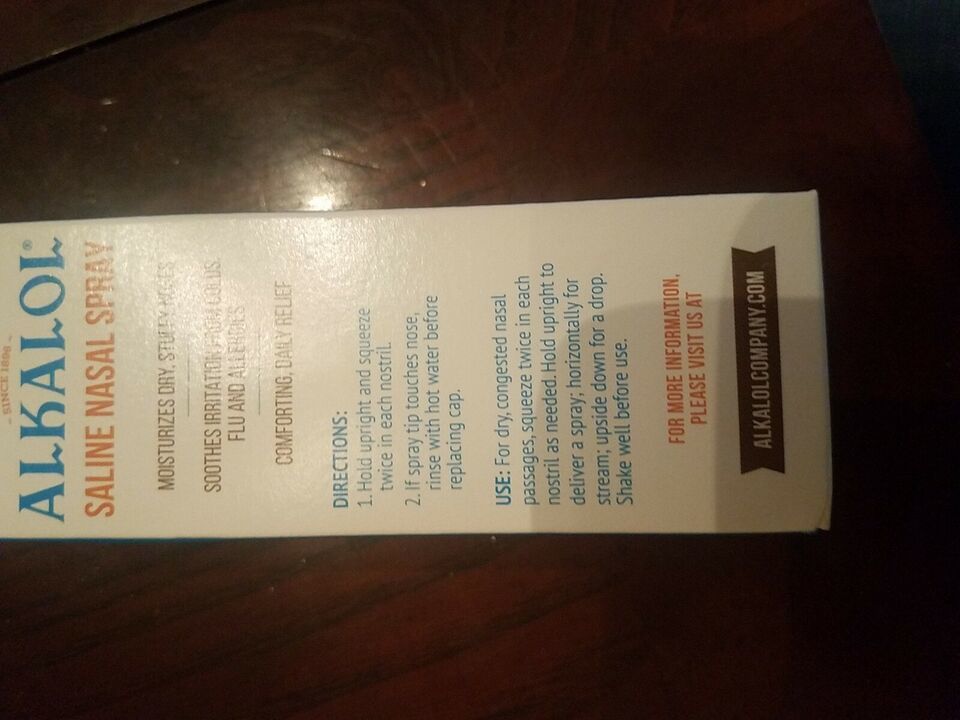 - SINCE 1896 -
ALKALOL®
SALINE NASAL SPRAY
MOISTURIZES DRY, STUFFY NOSES
SOOTHES IRRITATION FROM COLDS,
FLU AND ALLERGIES
COMFORTING, DAILY RELIEF
DIRECTIONS:
1. Hold upright and squeeze
twice in each nostril.
2. If spray tip touches nose,
rinse with hot water before
replacing cap.
USE: For dry, congested nasal
passages, squeeze twice in each
nostril as needed. Hold upright to
deliver a spray; horizontally for
stream; upside down for a drop.
Shake well before use.
FOR MORE INFORMATION,
PLEASE VISIT US AT
ALKALOLCOMPANY.COM